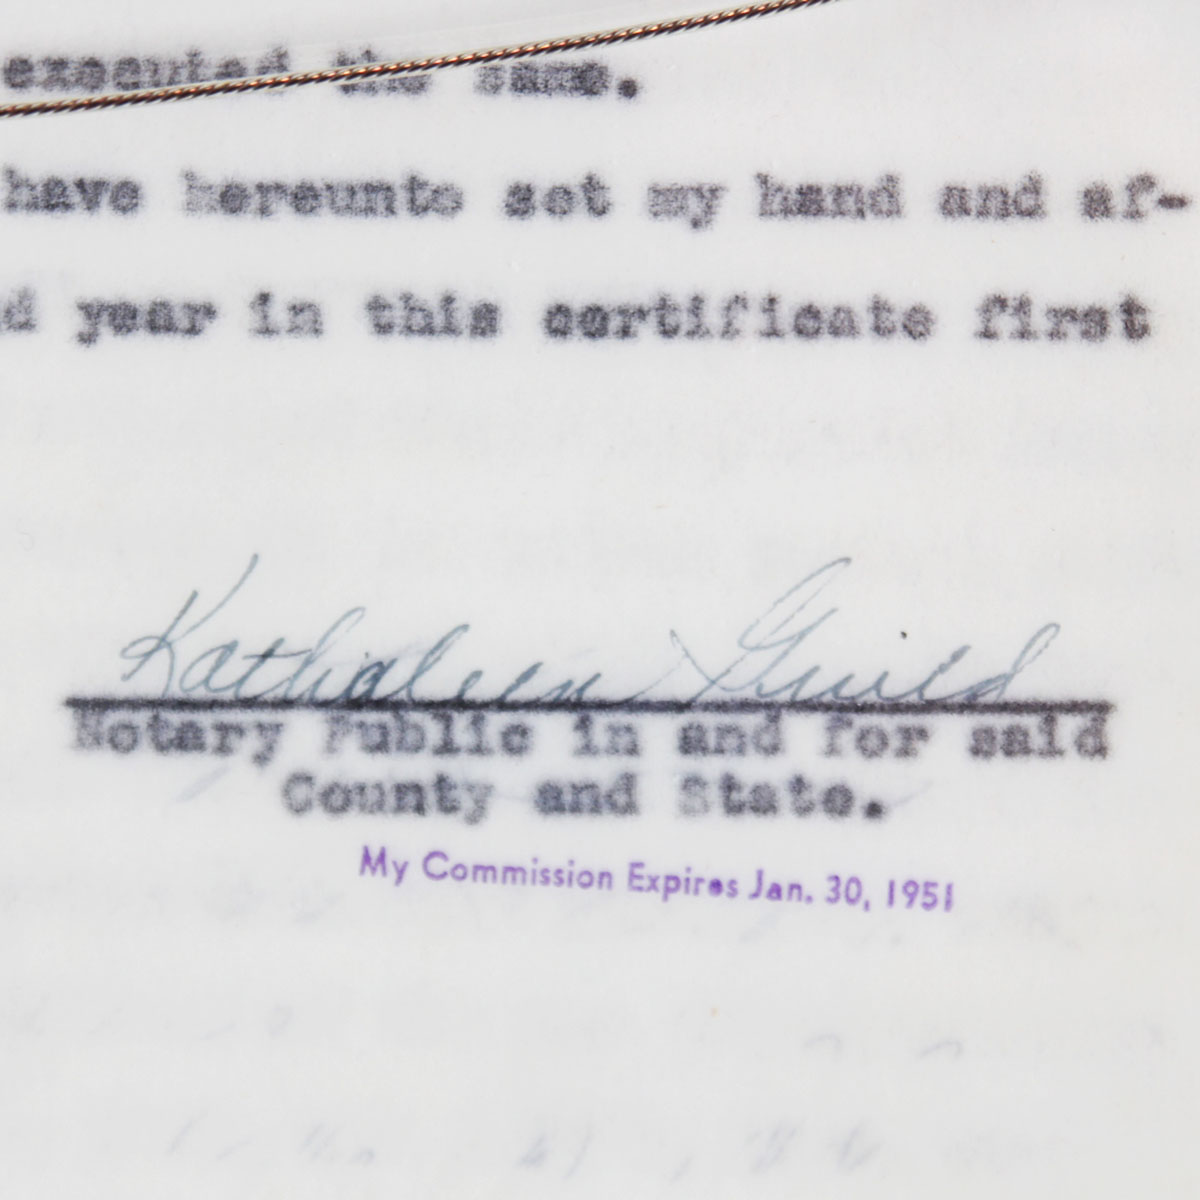 executed the same.
have hereunto set my hand and af-
d year in this certificate first
Kathaleen Guild
Notary Public in and for said
County and State.
My Commission Expires Jan. 30, 1951